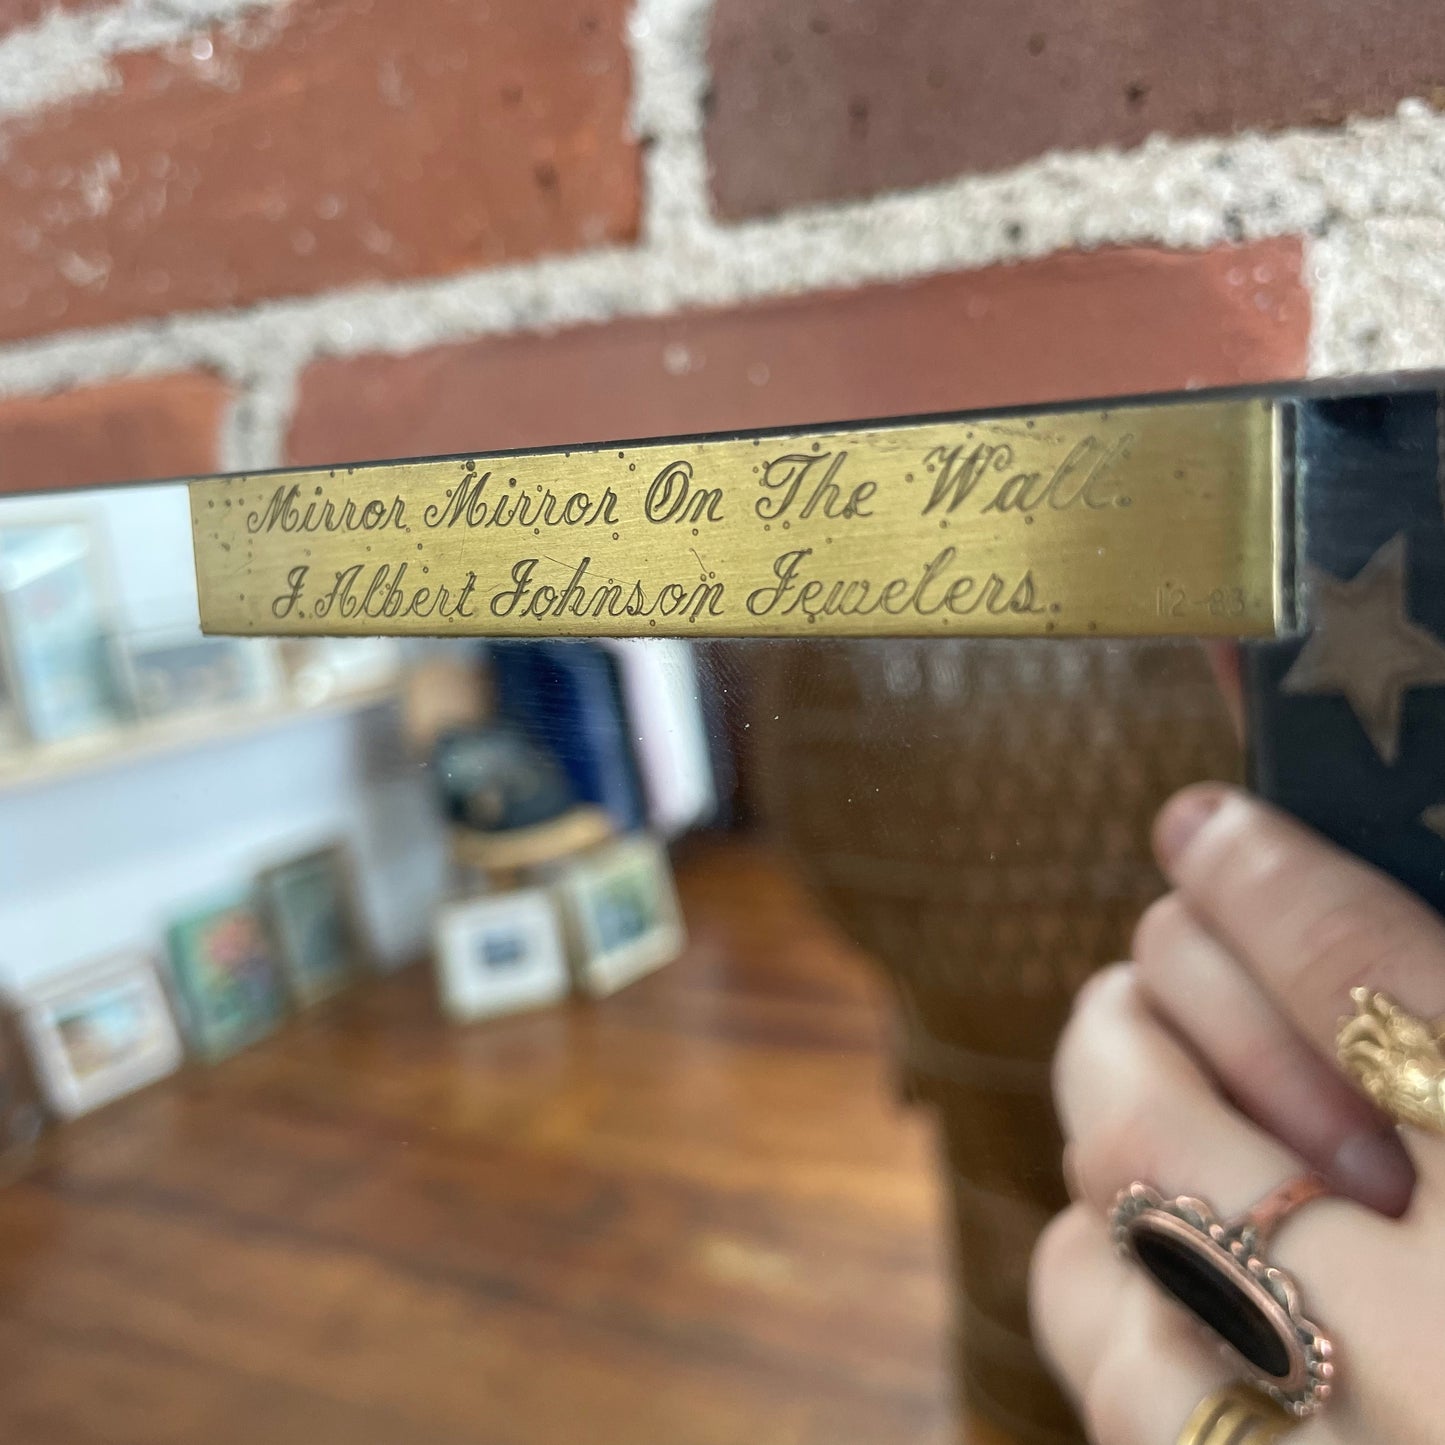 Mirror Mirror On The Wall.
J. Albert Johnson Jewelers.
12-83